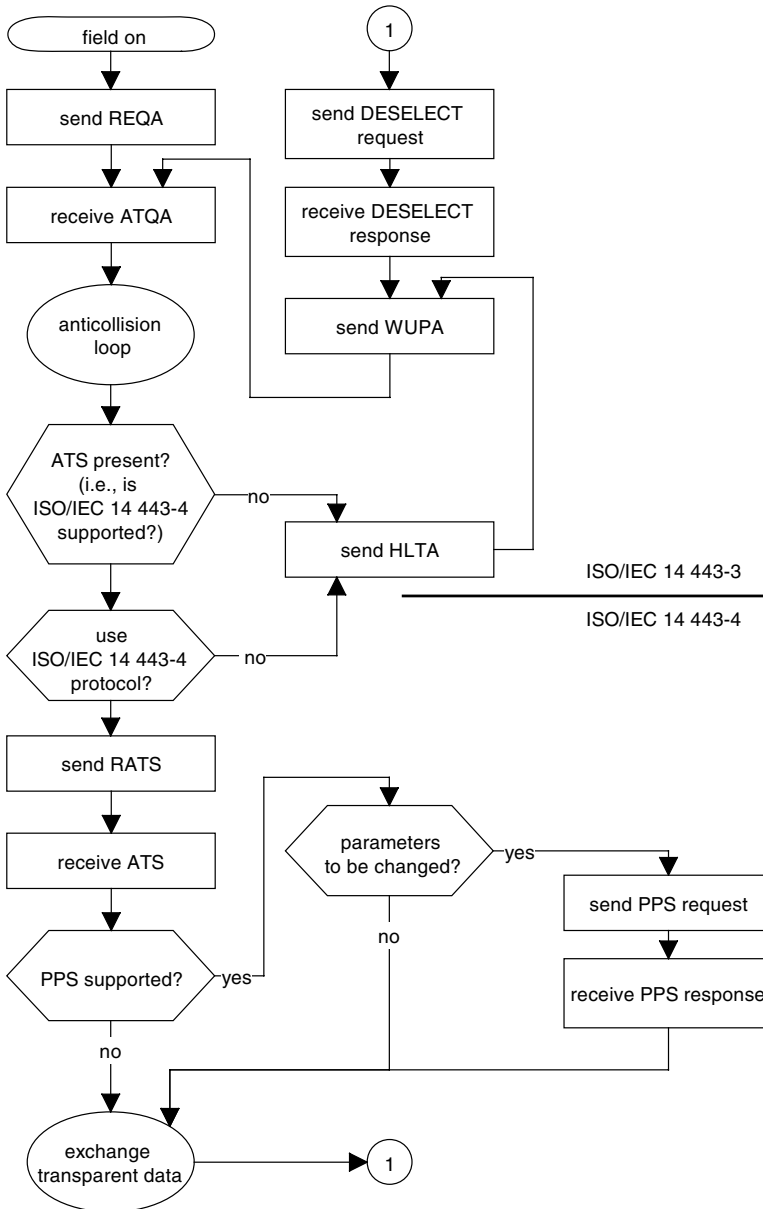 field on
1
send REQA
send DESELECT
request
receive ATQA
receive DESELECT
response
anticollision
loop
send WUPA
ATS present?
(i.e., is
ISO/IEC 14 443-4
supported?)
no
send HLTA
ISO/IEC 14 443-3
ISO/IEC 14 443-4
use
ISO/IEC 14 443-4
protocol?
no
send RATS
receive ATS
parameters
to be changed?
yes
send PPS request
PPS supported?
yes
no
receive PPS response
no
exchange
transparent data
1